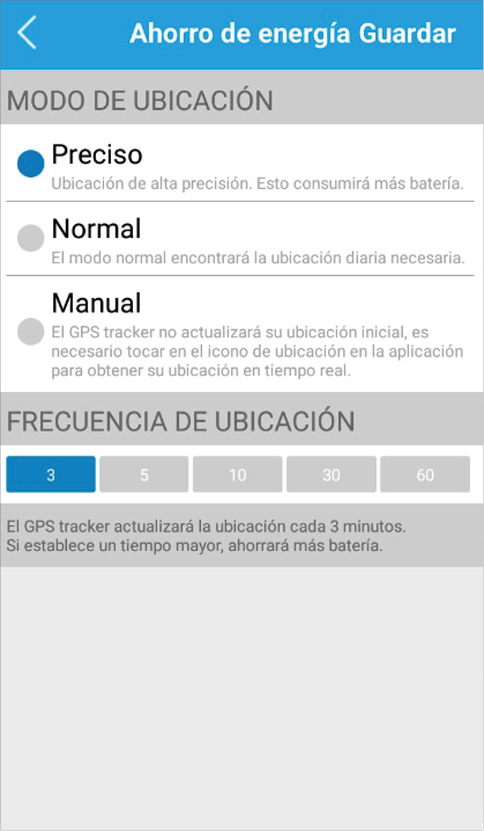 Ahorro de energía Guardar
MODO DE UBICACIÓN
Preciso
Ubicación de alta precisión. Esto consumirá más batería.
Normal
El modo normal encontrará la ubicación diaria necesaria.
Manual
El GPS tracker no actualizará su ubicación inicial, es
necesario tocar en el icono de ubicación en la aplicación
para obtener su ubicación en tiempo real.
FRECUENCIA DE UBICACIÓN
3 5 10 30 60
El GPS tracker actualizará la ubicación cada 3 minutos.
Si establece un tiempo mayor, ahorrará más batería.